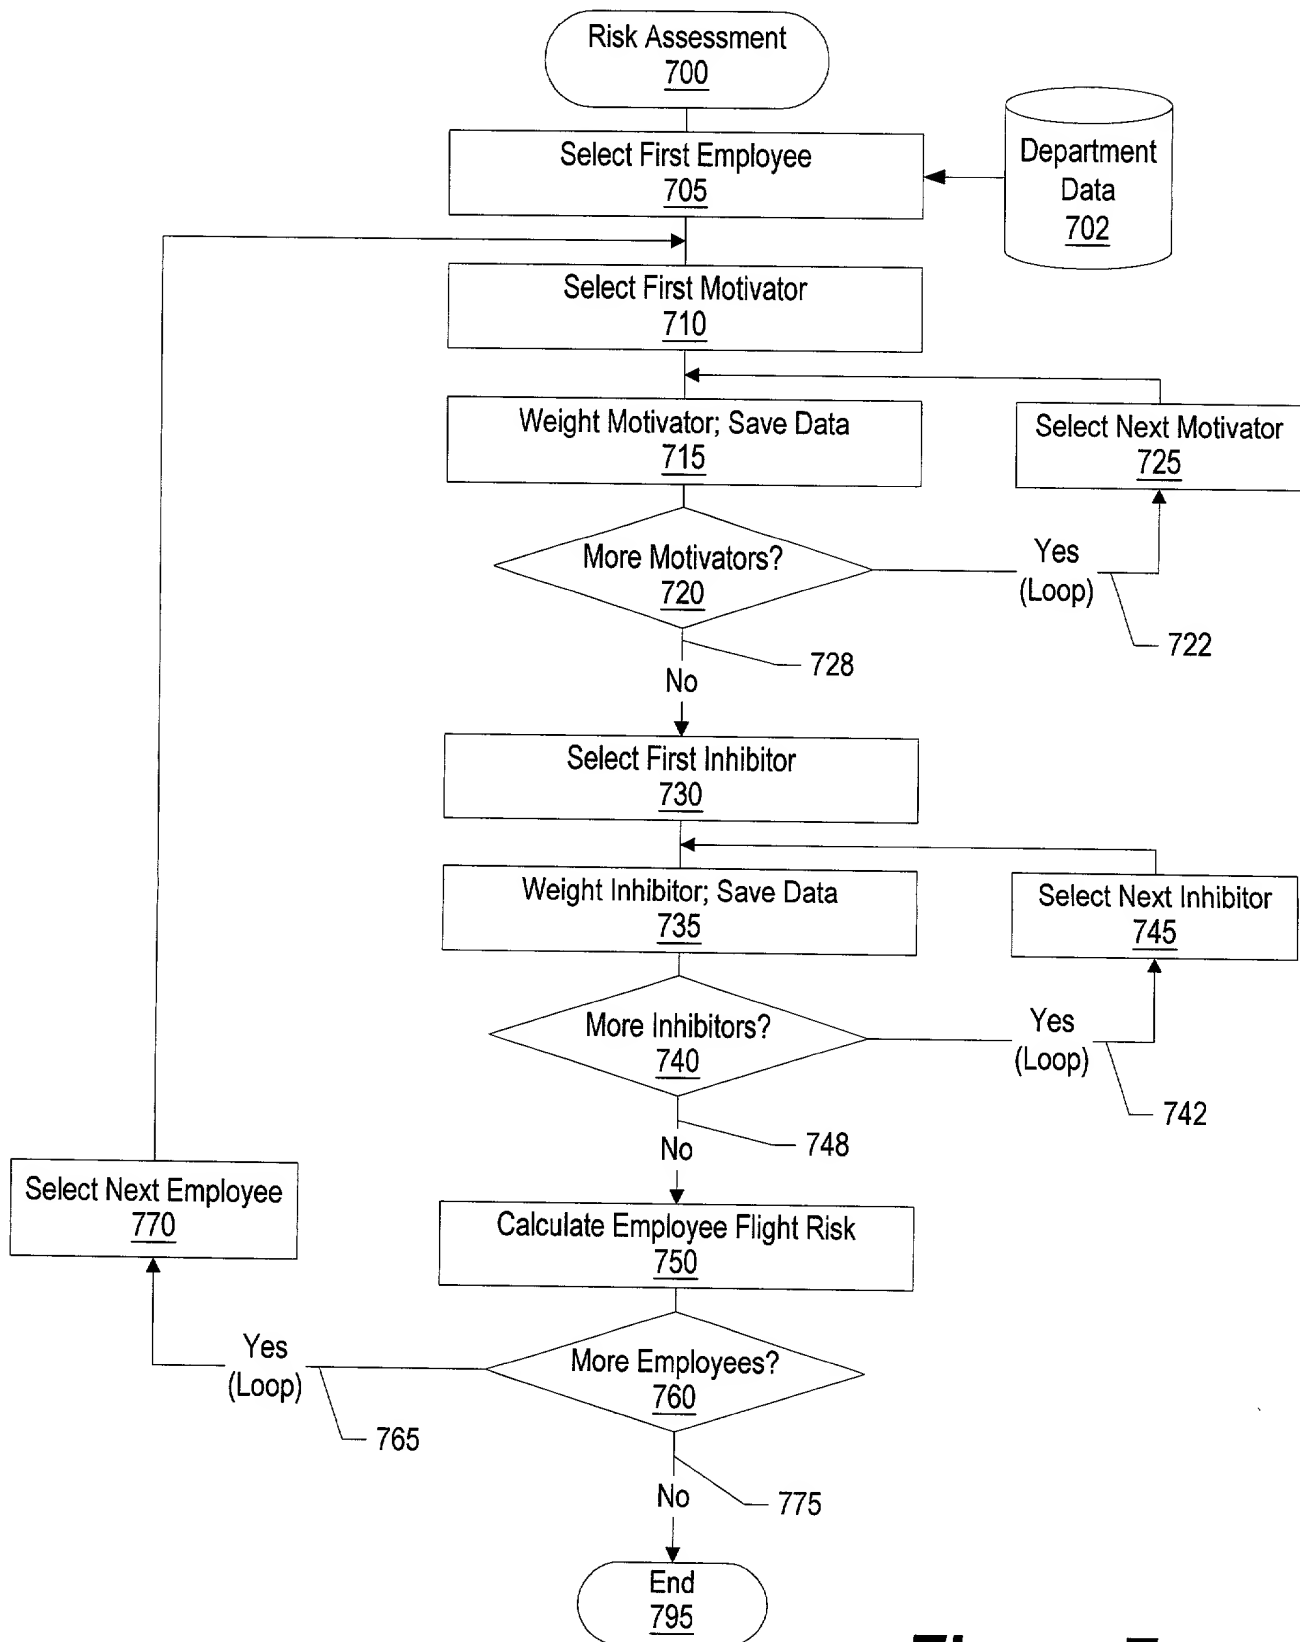 Risk Assessment
700
Select First Employee
705
Department
Data
702
Select First Motivator
710
Weight Motivator; Save Data
715
Select Next Motivator
725
More Motivators?
720
Yes
(Loop)
722
728
No
Select First Inhibitor
730
Weight Inhibitor; Save Data
735
Select Next Inhibitor
745
More Inhibitors?
740
Yes
(Loop)
742
748
No
Select Next Employee
770
Calculate Employee Flight Risk
750
Yes
(Loop)
More Employees?
760
765
775
No
End
795